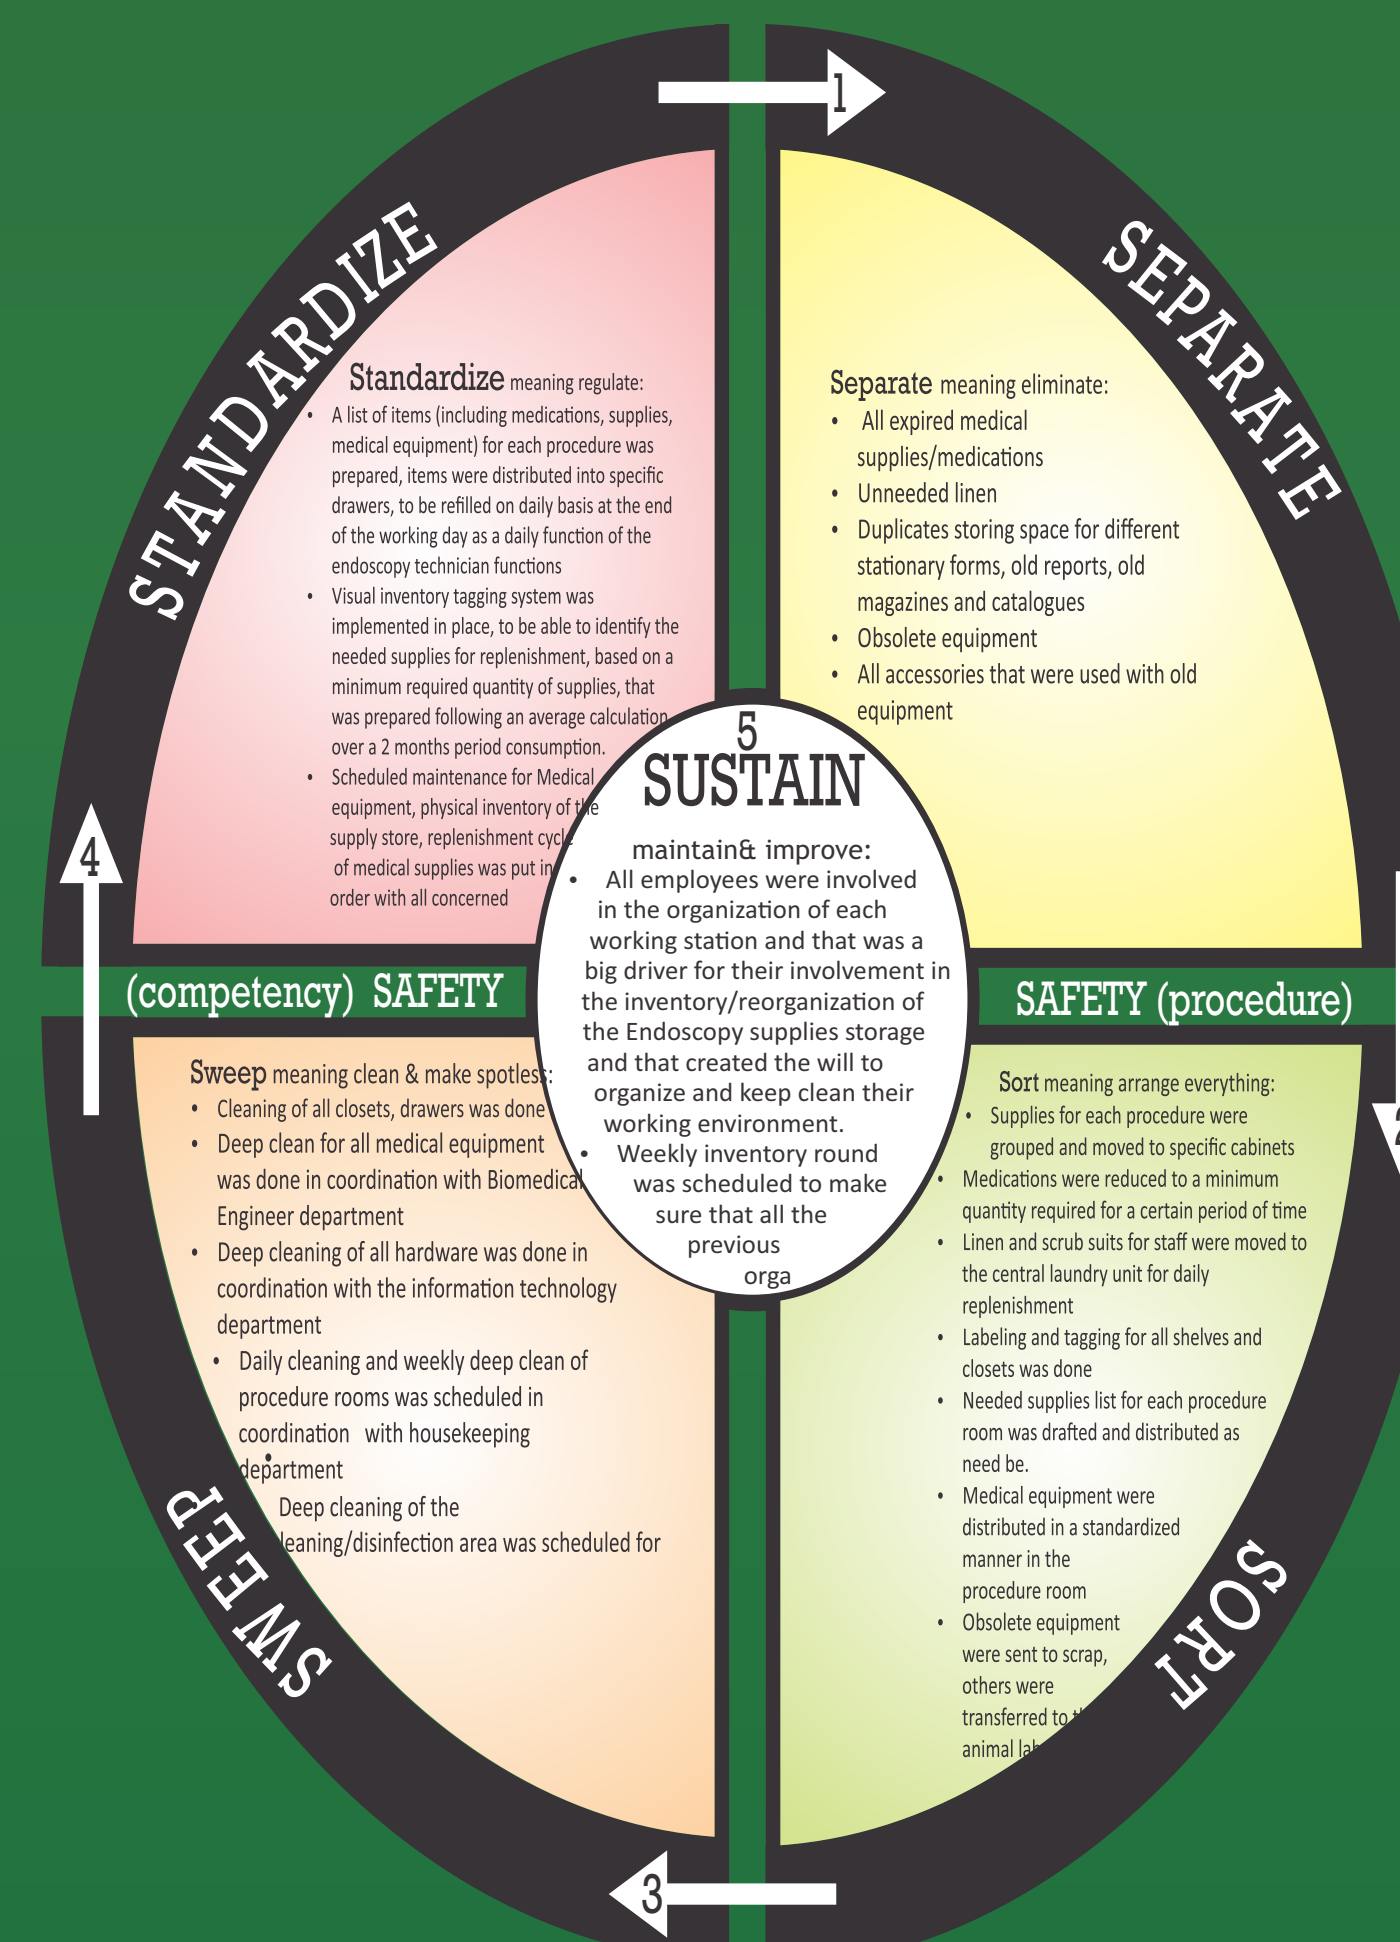 1
STANDARDIZE
Standardize meaning regulate:
• A list of items (including medications, supplies,
medical equipment) for each procedure was
prepared, items were distributed into specific
drawers, to be refilled on daily basis at the end
of the working day as a daily function of the
endoscopy technician functions
• Visual inventory tagging system was
implemented in place, to be able to identify the
needed supplies for replenishment, based on a
minimum required quantity of supplies, that
was prepared following an average calculation
over a 2 months period consumption.
• Scheduled maintenance for Medical
equipment, physical inventory of the
supply store, replenishment cycle
of medical supplies was put in
order with all concerned
SEPARATE
Separate meaning eliminate:
• All expired medical
supplies/medications
• Unneeded linen
• Duplicates storing space for different
stationary forms, old reports, old
magazines and catalogues
• Obsolete equipment
• All accessories that were used with old
equipment
5
SUSTAIN
maintain& improve:
• All employees were involved
in the organization of each
working station and that was a
big driver for their involvement in
the inventory/reorganization of
the Endoscopy supplies storage
and that created the will to
organize and keep clean their
working environment.
• Weekly inventory round
was scheduled to make
sure that all the
previous
orga
4
(competency) SAFETY
SAFETY (procedure)
Sweep meaning clean & make spotless:
• Cleaning of all closets, drawers was done
• Deep clean for all medical equipment
was done in coordination with Biomedical
Engineer department
• Deep cleaning of all hardware was done in
coordination with the information technology
department
• Daily cleaning and weekly deep clean of
procedure rooms was scheduled in
coordination with housekeeping
department
• Deep cleaning of the
leaning/disinfection area was scheduled for
SWEEP
Sort meaning arrange everything:
• Supplies for each procedure were
grouped and moved to specific cabinets
• Medications were reduced to a minimum
quantity required for a certain period of time
• Linen and scrub suits for staff were moved to
the central laundry unit for daily
replenishment
• Labeling and tagging for all shelves and
closets was done
• Needed supplies list for each procedure
room was drafted and distributed as
need be.
• Medical equipment were
distributed in a standardized
manner in the
procedure room
• Obsolete equipment
were sent to scrap,
others were
transferred to
animal
SORT
3